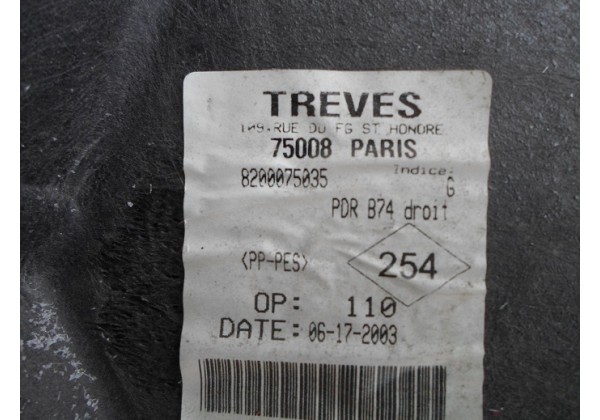 TREVES
109.RUE DU FG ST HONORE
75008 PARIS
8200075035 Indice:
G
PDR B74 droit
<PP-PES> 254
OP: 110
DATE: 06-17-2003